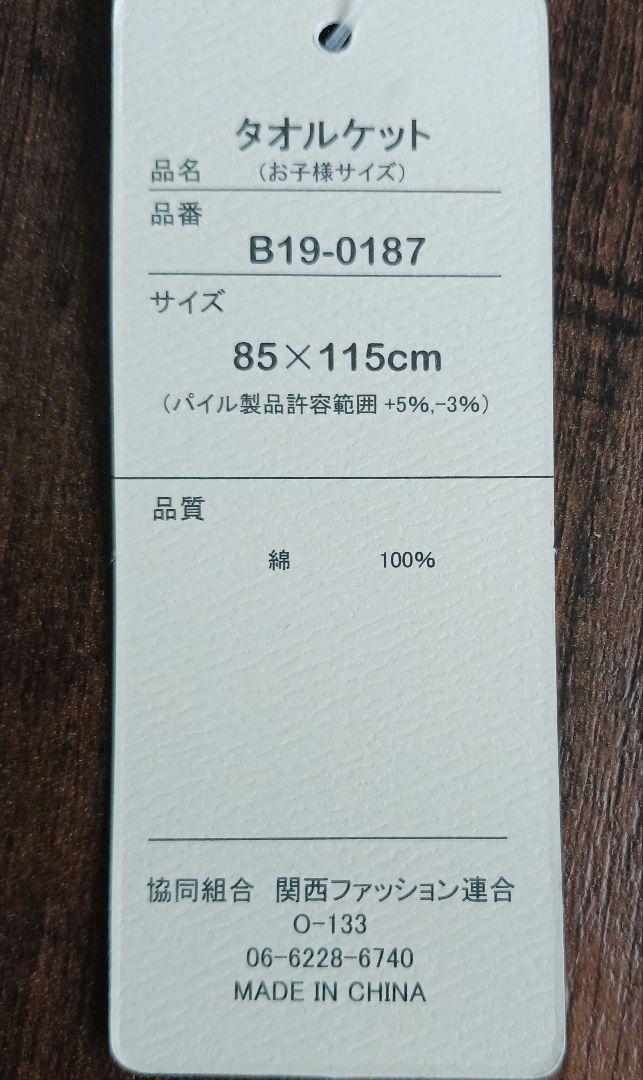 タオルケット
品名 （お子様サイズ）
品番
B19-0187
サイズ
85×115cm
（パイル製品許容範囲 +5%,-3%）
品質
綿 100%
協同組合 関西ファッション連合
O-133
06-6228-6740
MADE IN CHINA